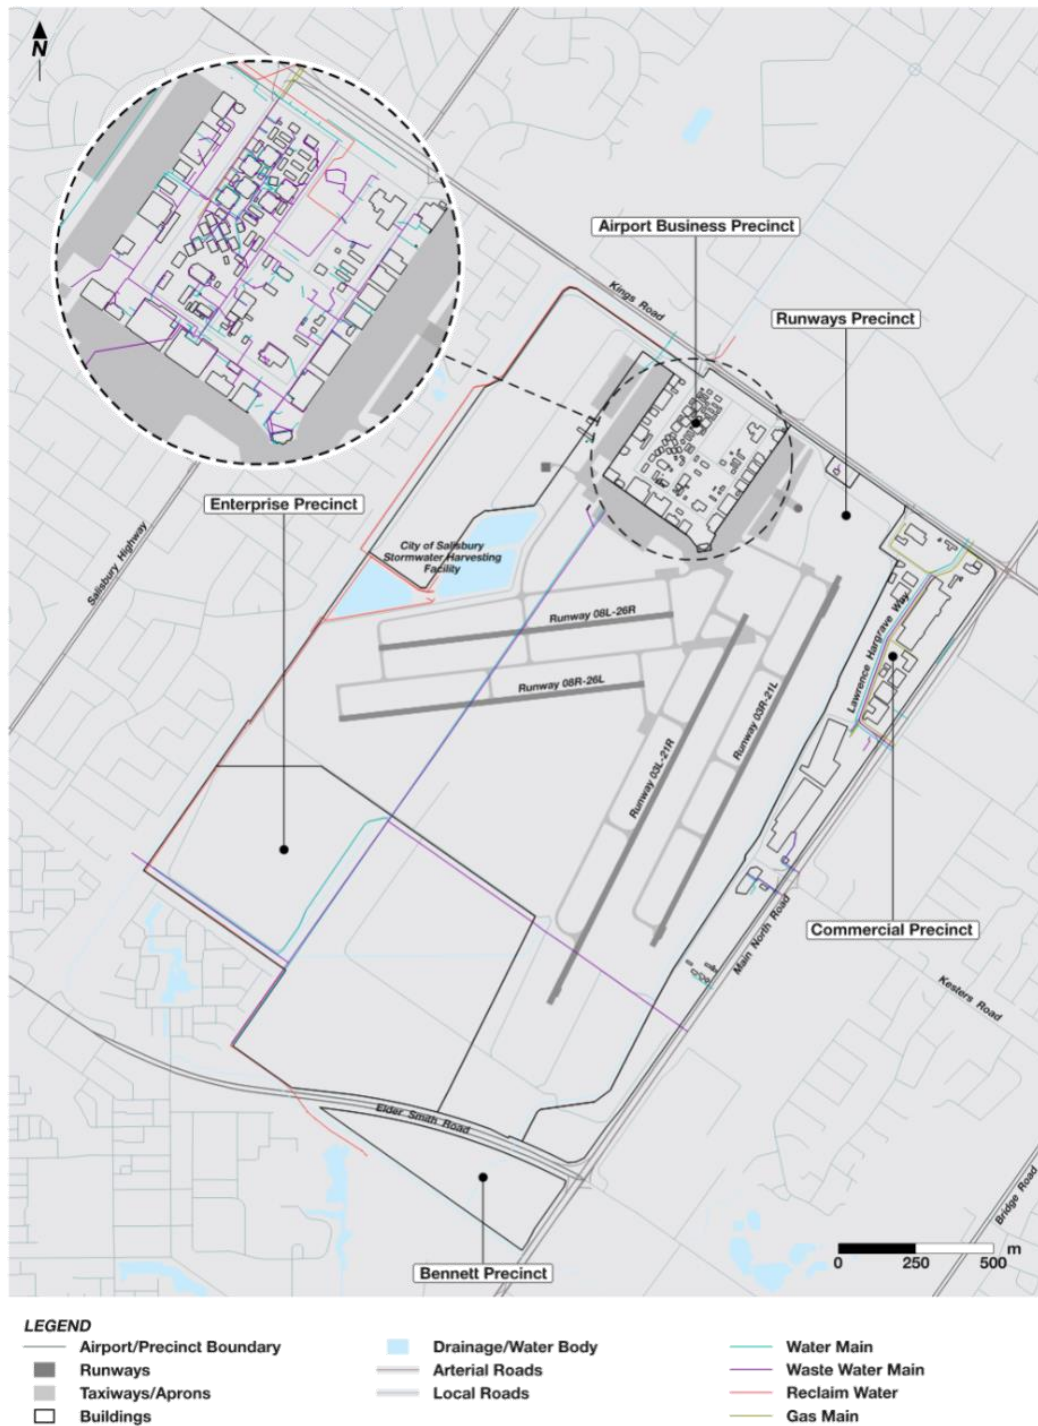 N
Airport Business Precinct
Kings Road
Runways Precinct
Enterprise Precinct
Salisbury Highway
City of Salisbury
Stormwater Harvesting
Facility
Runway 08L-26R
Runway 08R-26L
Runway 03L-21R
Runway 03R-21L
Lawrence Hargrave Way
Commercial Precinct
Main North Road
Kesters Road
Elder Smith Road
Bridge Road
Bennett Precinct
0 250 500 m
LEGEND
Airport/Precinct Boundary
Runways
Taxiways/Aprons
Buildings
Drainage/Water Body
Arterial Roads
Local Roads
Water Main
Waste Water Main
Reclaim Water
Gas Main